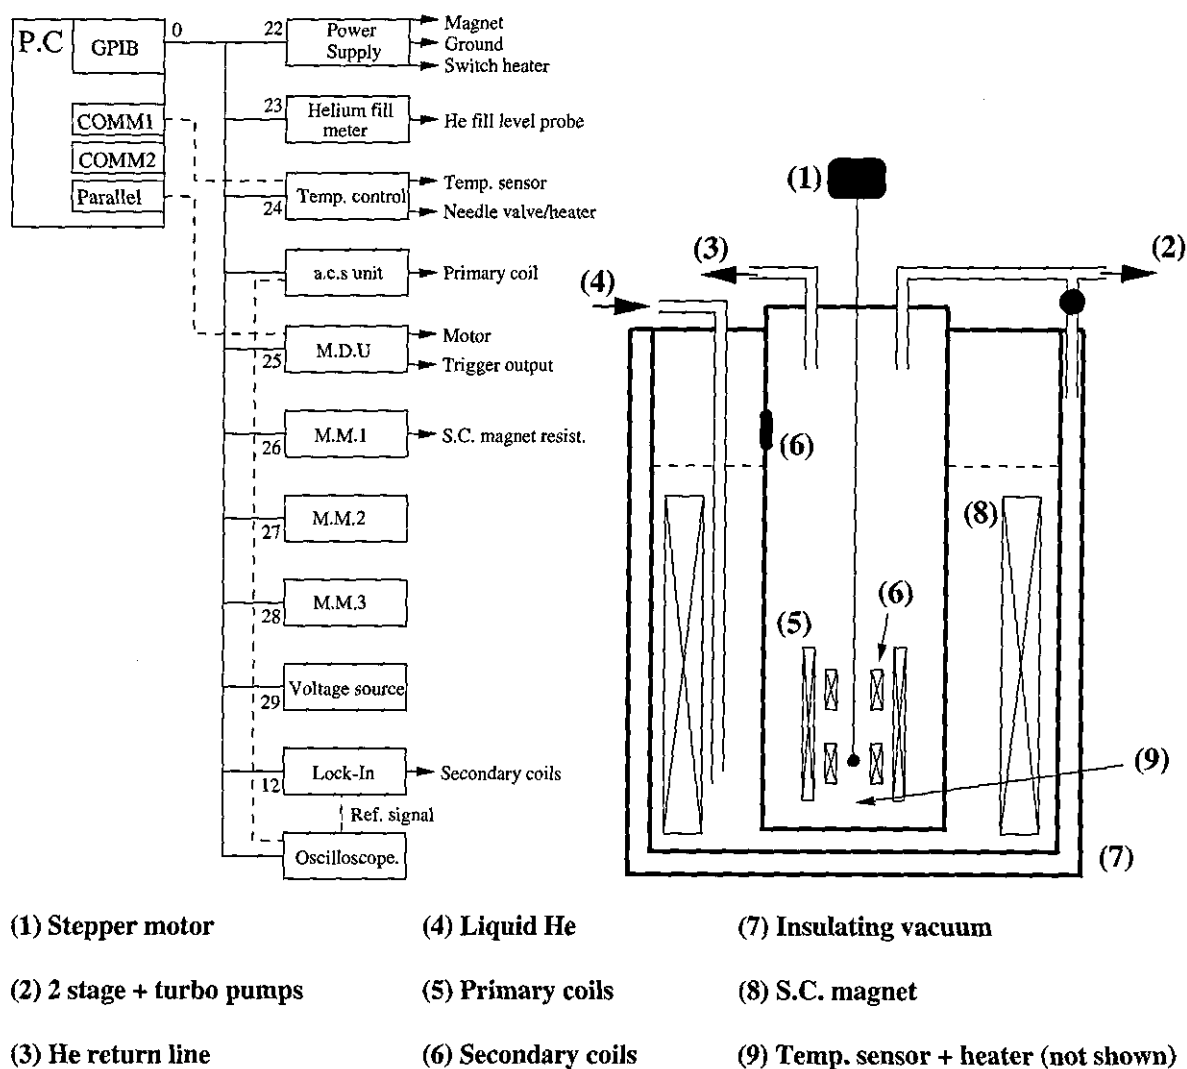 P.C
GPIB
0
COMM1
COMM2
Parallel
22
Power
Supply
Magnet
Ground
Switch heater
23
Helium fill
meter
He fill level probe
24
Temp. control
Temp. sensor
Needle valve/heater
a.c.s unit
Primary coil
25
M.D.U
Motor
Trigger output
26
M.M.1
S.C. magnet resist.
27
M.M.2
28
M.M.3
29
Voltage source
12
Lock-In
Secondary coils
Ref. signal
Oscilloscope.
(1)
(2)
(3)
(4)
(6)
(8)
(6)
(5)
(9)
(7)
(1) Stepper motor
(4) Liquid He
(7) Insulating vacuum
(2) 2 stage + turbo pumps
(5) Primary coils
(8) S.C. magnet
(3) He return line
(6) Secondary coils
(9) Temp. sensor + heater (not shown)